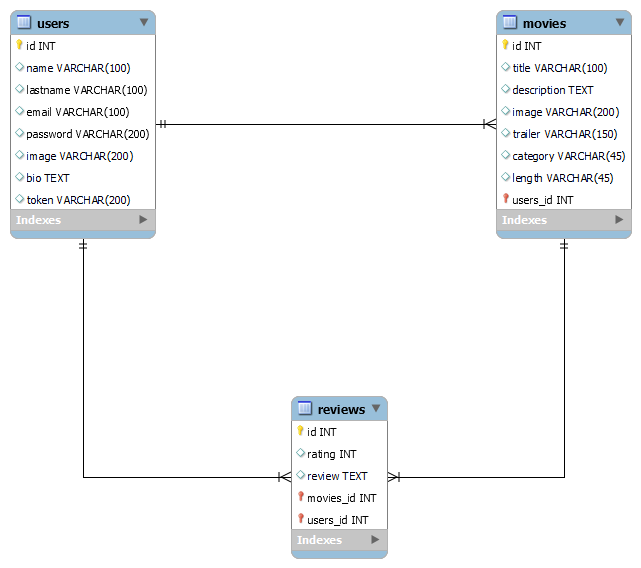 users
id INT
name VARCHAR(100)
lastname VARCHAR(100)
email VARCHAR(100)
password VARCHAR(200)
image VARCHAR(200)
bio TEXT
token VARCHAR(200)
Indexes
movies
id INT
title VARCHAR(100)
description TEXT
image VARCHAR(200)
trailer VARCHAR(150)
category VARCHAR(45)
length VARCHAR(45)
users_id INT
Indexes
reviews
id INT
rating INT
review TEXT
movies_id INT
users_id INT
Indexes